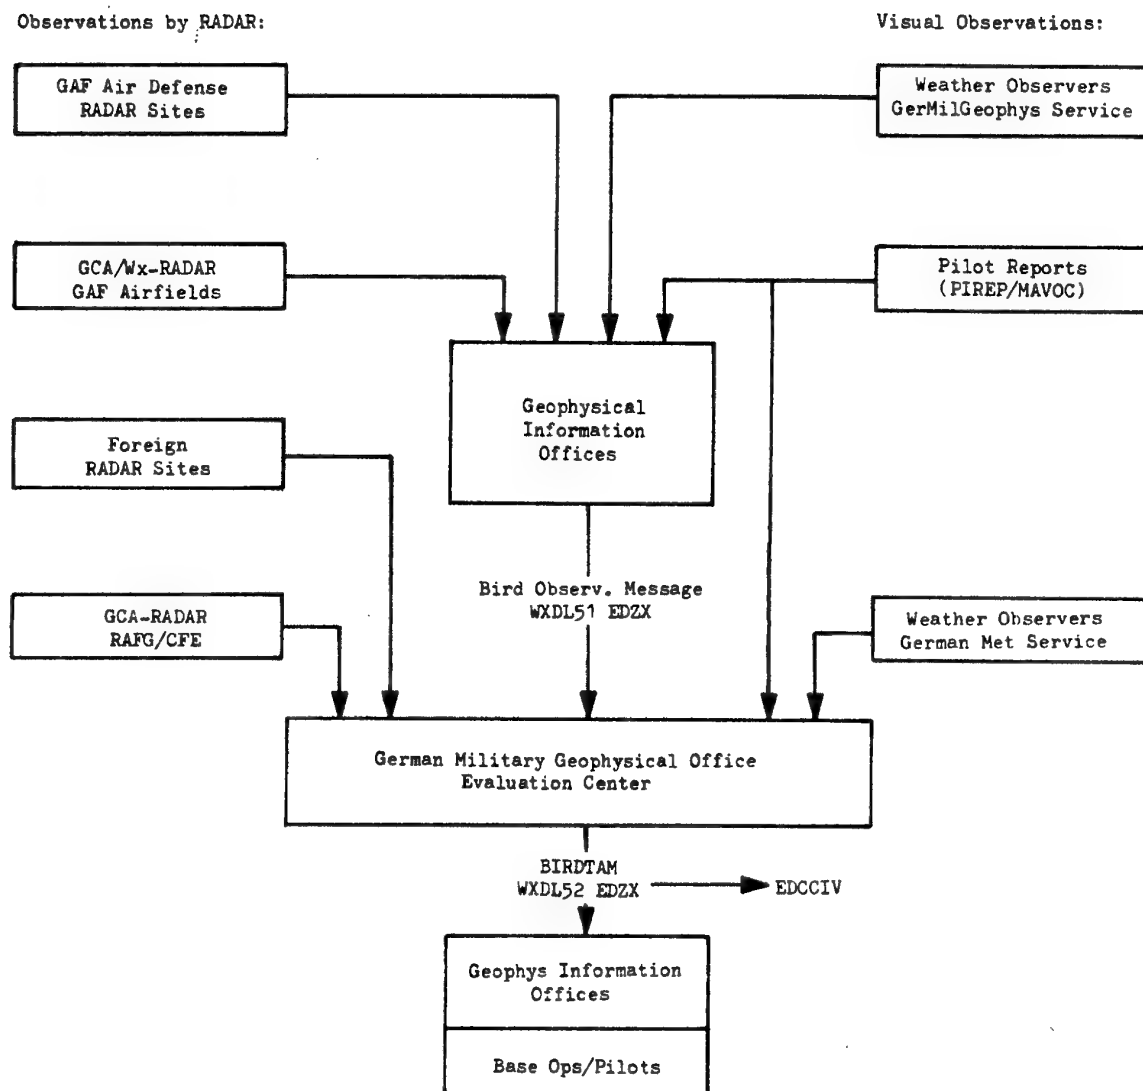 Observations by RADAR:
Visual Observations:
GAF Air Defense
RADAR Sites
Weather Observers
GerMilGeophys Service
GCA/Wx-RADAR
GAF Airfields
Pilot Reports
(PIREP/MAVOC)
Geophysical
Information
Offices
Foreign
RADAR Sites
Bird Observ. Message
WXDL51 EDZX
GCA-RADAR
RAFG/CFE
Weather Observers
German Met Service
German Military Geophysical Office
Evaluation Center
BIRDTAM
WXDL52 EDZX
EDCCIV
Geophys Information
Offices
Base Ops/Pilots